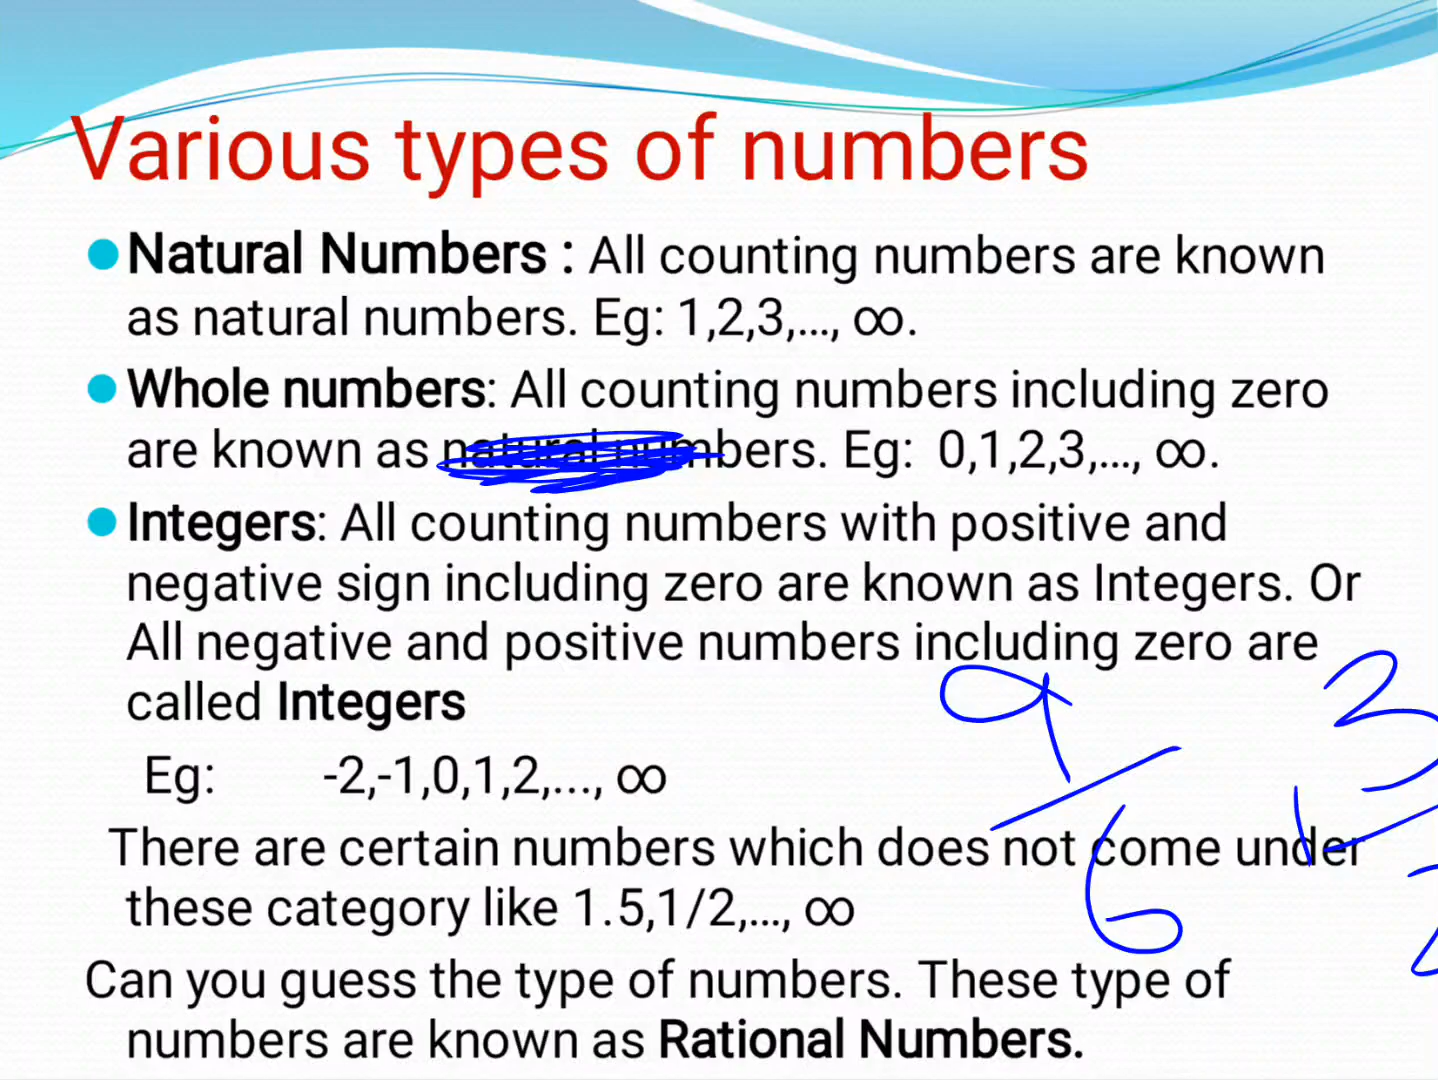 Various types of numbers
Natural Numbers : All counting numbers are known
as natural numbers. Eg: 1,2,3,..., ∞.
Whole numbers: All counting numbers including zero
are known as natural numbers. Eg: 0,1,2,3,..., ∞.
Integers: All counting numbers with positive and
negative sign including zero are known as Integers. Or
All negative and positive numbers including zero are
called Integers
Eg: -2,-1,0,1,2,..., ∞
9
6
1 3
There are certain numbers which does not come under
these category like 1.5,1/2,..., ∞
Can you guess the type of numbers. These type of
numbers are known as Rational Numbers.